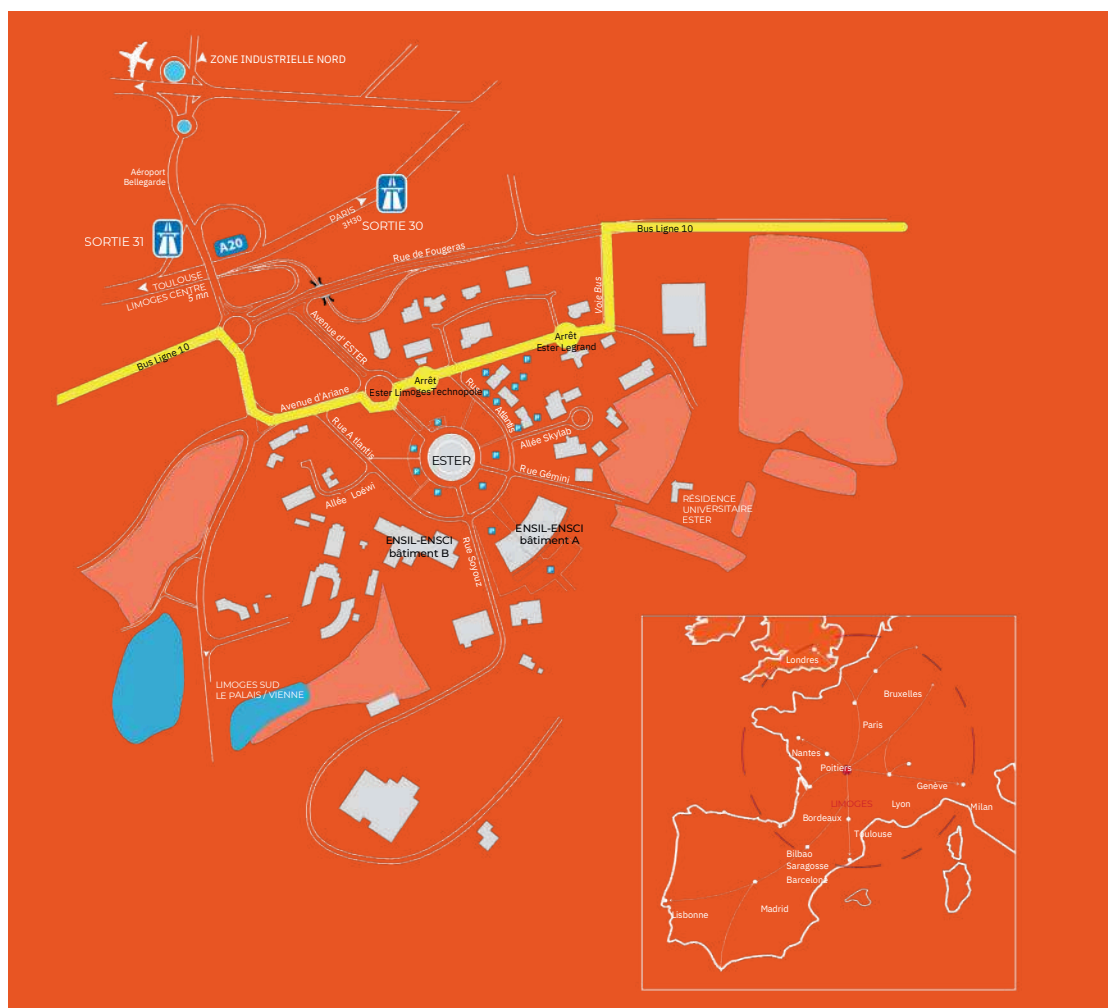 ZONE INDUSTRIELLE NORD
Aéroport
Bellegarde
PARIS
3H30
SORTIE 30
SORTIE 31
A20
TOULOUSE
LIMOGES CENTRE
5 mn
Rue de Fougeras
Bus Ligne 10
Voie Bus
Avenue d' ESTER
Arrêt
Ester Legrand
Bus Ligne 10
Arrêt
Ester LimogesTechnopole
Avenue d'Ariane
Rue Atlantis
Rue Atlantis
Allée Skylab
ESTER
Rue Gémini
Allée Loéwi
RÉSIDENCE
UNIVERSITAIRE
ESTER
ENSIL-ENSCI
bâtiment A
ENSIL-ENSCI
bâtiment B
Rue Soyouz
LIMOGES SUD
LE PALAIS / VIENNE
Londres
Bruxelles
Paris
Nantes
Poitiers
Genève
LIMOGES
Lyon
Milan
Bordeaux
Toulouse
Bilbao
Saragosse
Barcelone
Madrid
Lisbonne